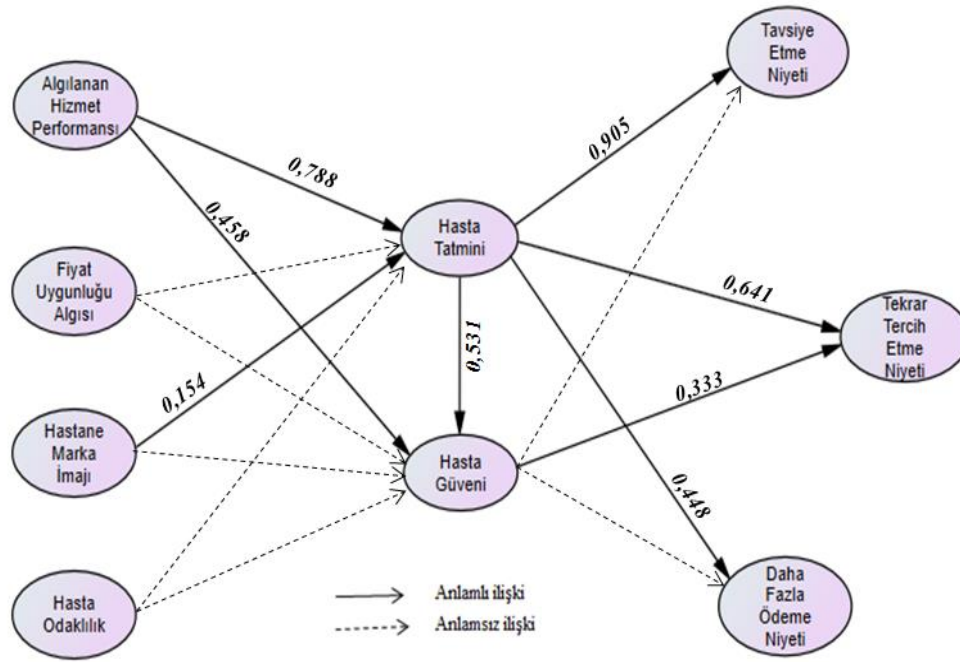 Algılanan
Hizmet
Performansı
Fiyat
Uygunluğu
Algısı
Hastane
Marka
İmajı
Hasta
Odaklılık
0,788
0,458
0,154
Hasta
Tatmini
0,531
Hasta
Güveni
0,905
0,641
0,333
0,448
Tavsiye
Etme
Niyeti
Tekrar
Tercih
Etme
Niyeti
Daha
Fazla
Ödeme
Niyeti
Anlamlı ilişki
Anlamsız ilişki